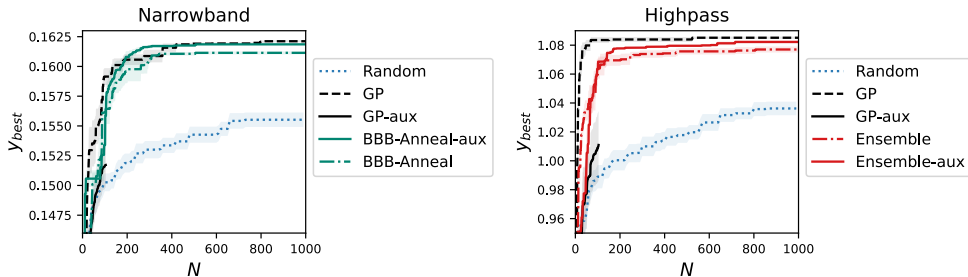 Narrowband
0.1625
0.1600
0.1575
0.1550
0.1525
0.1500
0.1475
y_best
0 200 400 600 800 1000
N
Random
GP
GP-aux
BBB-Anneal-aux
BBB-Anneal
Highpass
1.08
1.06
1.04
1.02
1.00
0.98
0.96
y_best
0 200 400 600 800 1000
N
Random
GP
GP-aux
Ensemble
Ensemble-aux